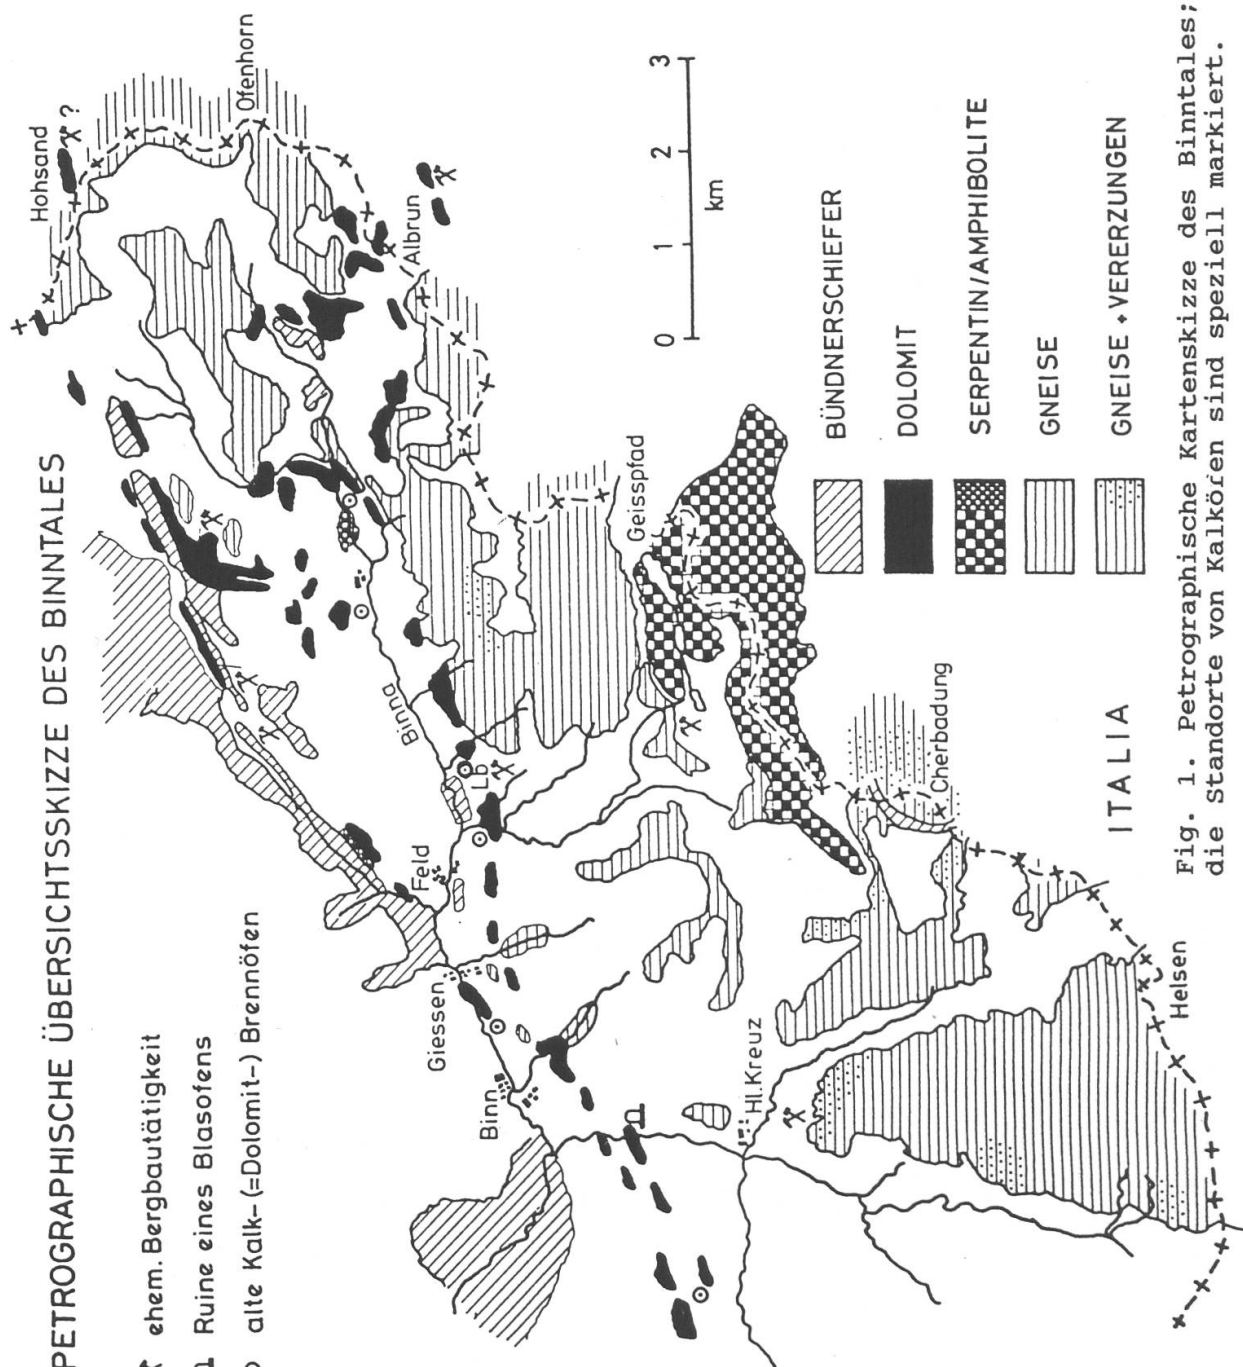 PETROGRAPHISCHE ÜBERSICHTSSKIZZE DES BINNTALES
ehem. Bergbautätigkeit
Ruine eines Blasofens
alte Kalk-(=Dolomit-) Brennöfen
Hohsand
?
Ofenhorn
Albrun
Geisspfad
Binna
Lb
Feld
Giessen
Binn
Hl.Kreuz
Cherbadung
Helsen
ITALIA
0 1 2 3
km
BÜNDNERSCHIEFER
DOLOMIT
SERPENTIN/AMPHIBOLITE
GNEISE
GNEISE + VERERZUNGEN
Fig. 1. Petrographische Kartenskizze des Binntales;
die Standorte von Kalköfen sind speziell markiert.